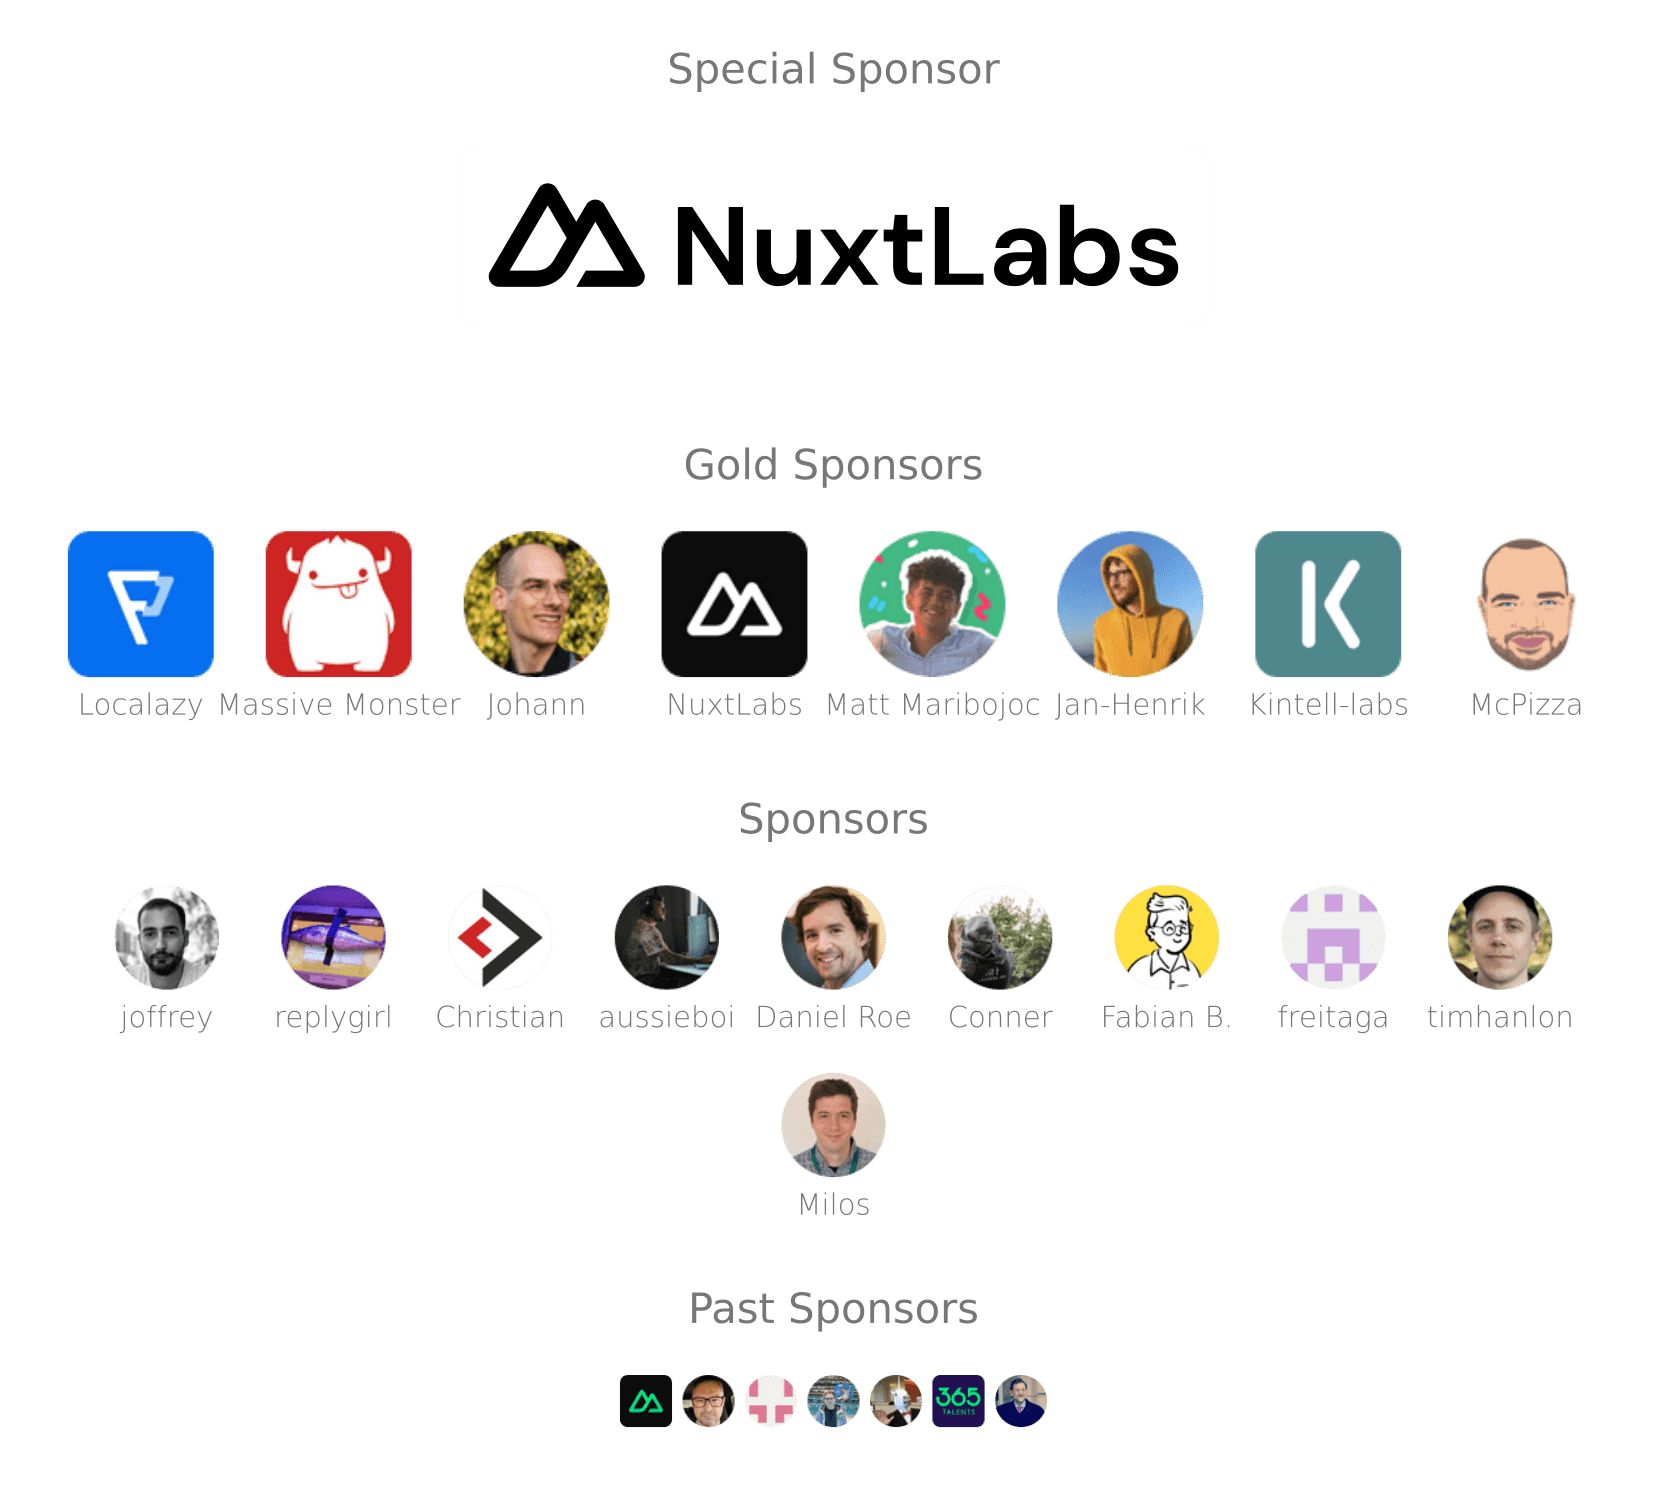 Special Sponsor
NuxtLabs
Gold Sponsors
Localazy Massive Monster Johann NuxtLabs Matt Maribojoc Jan-Henrik Kintell-labs McPizza
Sponsors
joffrey replygirl Christian aussieboi Daniel Roe Conner Fabian B. freitaga timhanlon
Milos
Past Sponsors
365
TALENTS